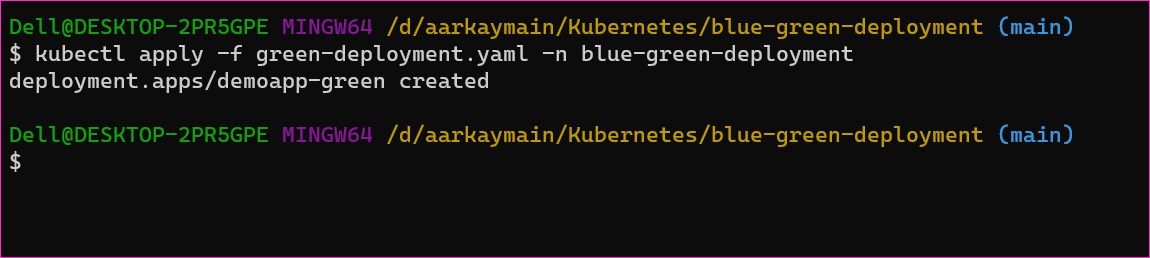 Dell@DESKTOP-2PR5GPE MINGW64 /d/aarkaymain/Kubernetes/blue-green-deployment (main)
$ kubectl apply -f green-deployment.yaml -n blue-green-deployment
deployment.apps/demoapp-green created
Dell@DESKTOP-2PR5GPE MINGW64 /d/aarkaymain/Kubernetes/blue-green-deployment (main)
$